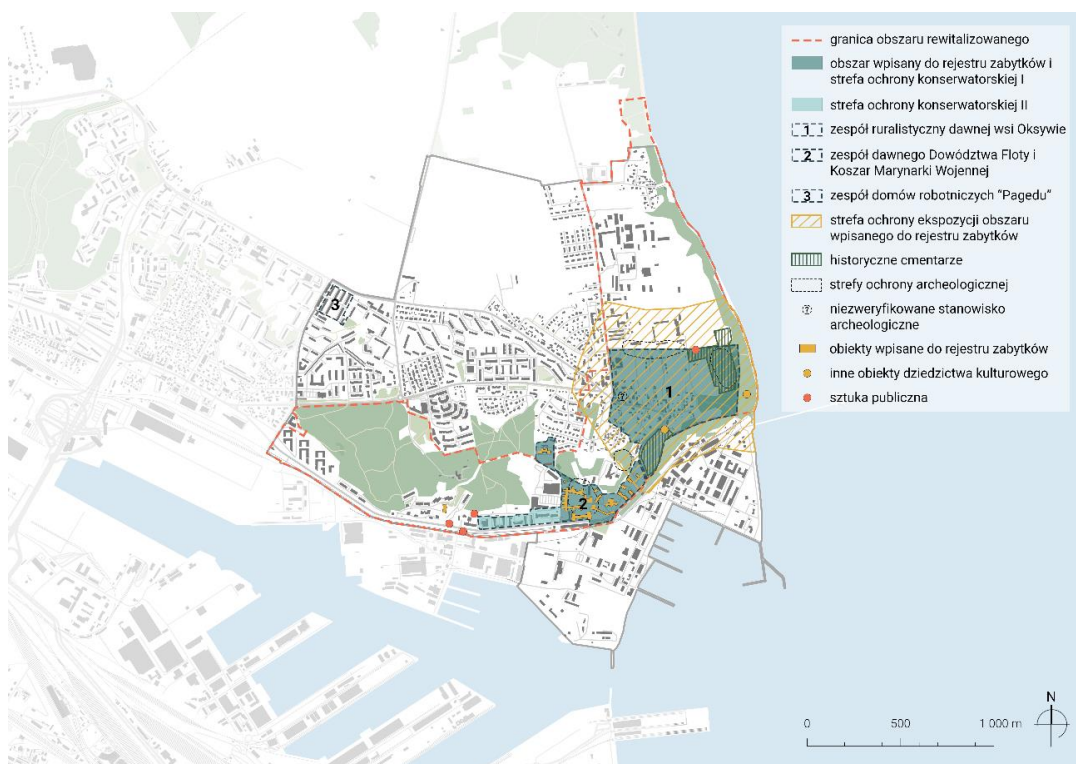 granica obszaru rewitalizowanego
obszar wpisany do rejestru zabytków i
strefa ochrony konserwatorskiej I
strefa ochrony konserwatorskiej II
1 zespół ruralistyczny dawnej wsi Oksywie
2 zespół dawnego Dowództwa Floty i
Koszar Marynarki Wojennej
3 zespół domów robotniczych “Pagedu”
strefa ochrony ekspozycji obszaru
wpisanego do rejestru zabytków
historyczne cmentarze
strefy ochrony archeologicznej
? niezweryfikowane stanowisko
archeologiczne
obiekty wpisane do rejestru zabytków
inne obiekty dziedzictwa kulturowego
sztuka publiczna
3
?
1
2
N
0 500 1 000 m